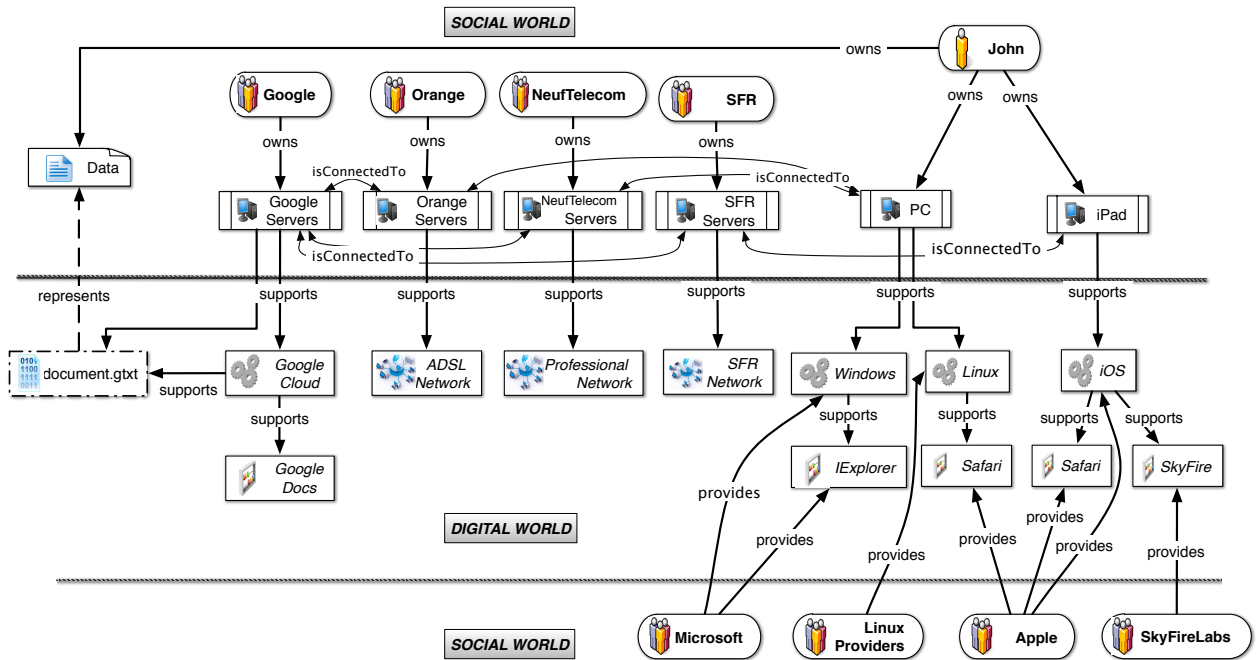 SOCIAL WORLD
owns
John
Google
Orange
NeufTelecom
SFR
owns
owns
owns
owns
owns
owns
Data
isConnectedTo
isConnectedTo
Google
Servers
Orange
Servers
NeufTelecom
Servers
SFR
Servers
PC
iPad
isConnectedTo
isConnectedTo
represents
supports
supports
supports
supports
supports
supports
0101
1100
1111
0011
document.gtxt
supports
Google
Cloud
ADSL
Network
Professional
Network
SFR
Network
Windows
Linux
iOS
supports
supports
supports
supports
supports
Google
Docs
IExplorer
Safari
Safari
SkyFire
provides
DIGITAL WORLD
provides
provides
provides
provides
provides
provides
SOCIAL WORLD
Microsoft
Linux
Providers
Apple
SkyFireLabs